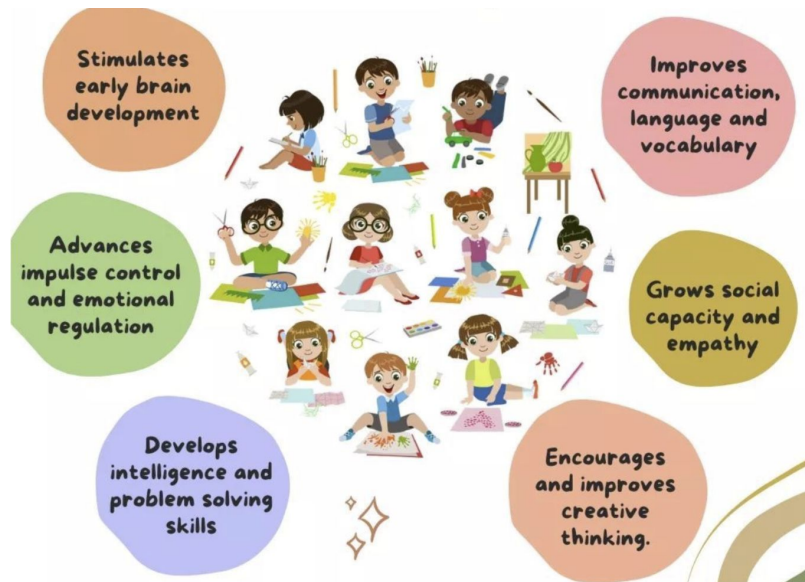 Stimulates
early brain
development
Improves
communication,
language and
vocabulary
Advances
impulse control
and emotional
regulation
Grows social
capacity and
empathy
Develops
intelligence and
problem solving
skills
Encourages
and improves
creative
thinking.